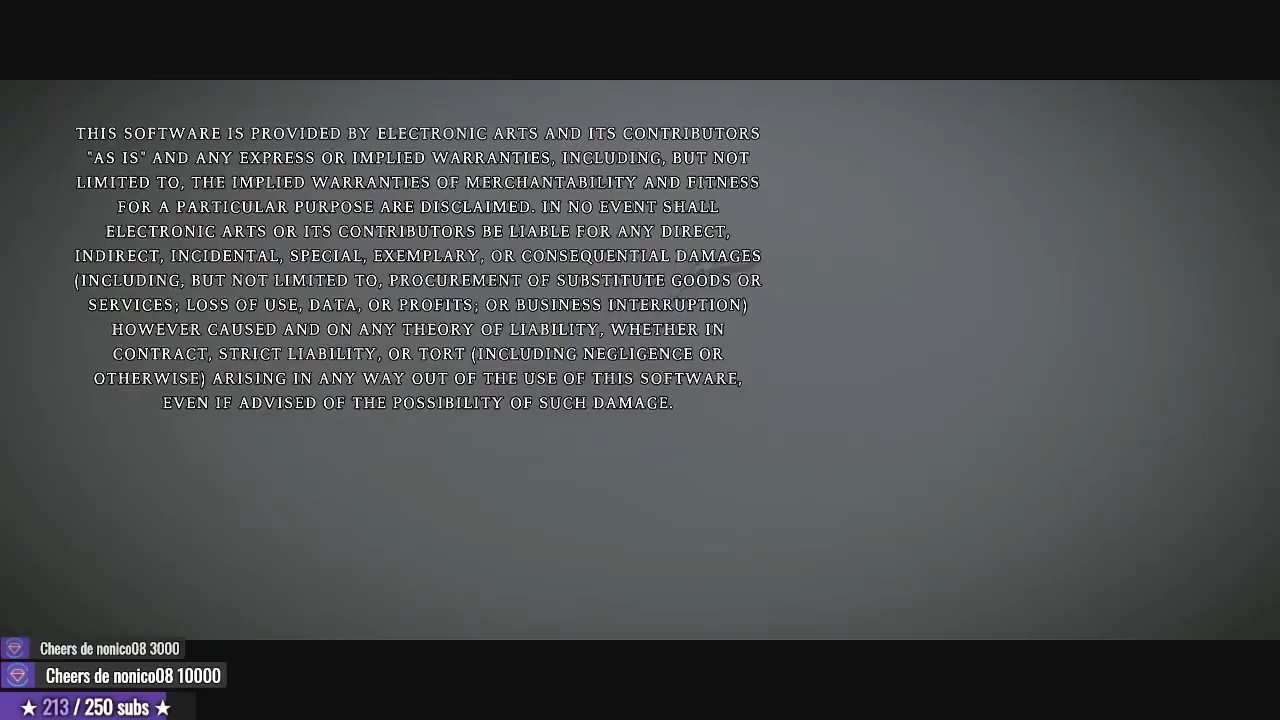 THIS SOFTWARE IS PROVIDED BY ELECTRONIC ARTS AND ITS CONTRIBUTORS
"AS IS" AND ANY EXPRESS OR IMPLIED WARRANTIES, INCLUDING, BUT NOT
LIMITED TO, THE IMPLIED WARRANTIES OF MERCHANTABILITY AND FITNESS
FOR A PARTICULAR PURPOSE ARE DISCLAIMED. IN NO EVENT SHALL
ELECTRONIC ARTS OR ITS CONTRIBUTORS BE LIABLE FOR ANY DIRECT,
INDIRECT, INCIDENTAL, SPECIAL, EXEMPLARY, OR CONSEQUENTIAL DAMAGES
(INCLUDING, BUT NOT LIMITED TO, PROCUREMENT OF SUBSTITUTE GOODS OR
SERVICES; LOSS OF USE, DATA, OR PROFITS; OR BUSINESS INTERRUPTION)
HOWEVER CAUSED AND ON ANY THEORY OF LIABILITY, WHETHER IN
CONTRACT, STRICT LIABILITY, OR TORT (INCLUDING NEGLIGENCE OR
OTHERWISE) ARISING IN ANY WAY OUT OF THE USE OF THIS SOFTWARE,
EVEN IF ADVISED OF THE POSSIBILITY OF SUCH DAMAGE.
Cheers de nonico08 3000
Cheers de nonico08 10000
★ 213 / 250 subs ★